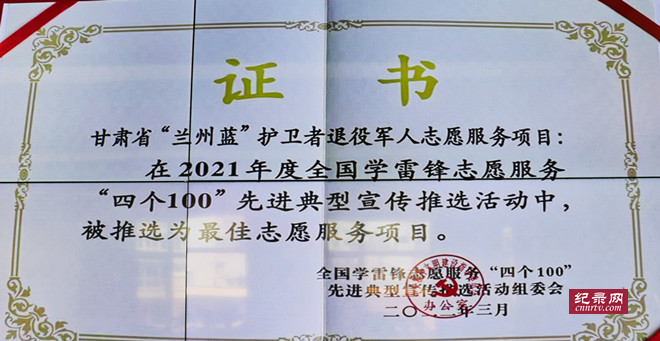 证书
甘肃省“兰州蓝”护卫者退役军人志愿服务项目：
在2021年度全国学雷锋志愿服务
“四个100”先进典型宣传推选活动中，
被推选为最佳志愿服务项目。
全国学雷锋志愿服务“四个100”
先进典型宣传推选活动组委会
办公室
年三月
纪录网
cnnrtv.com